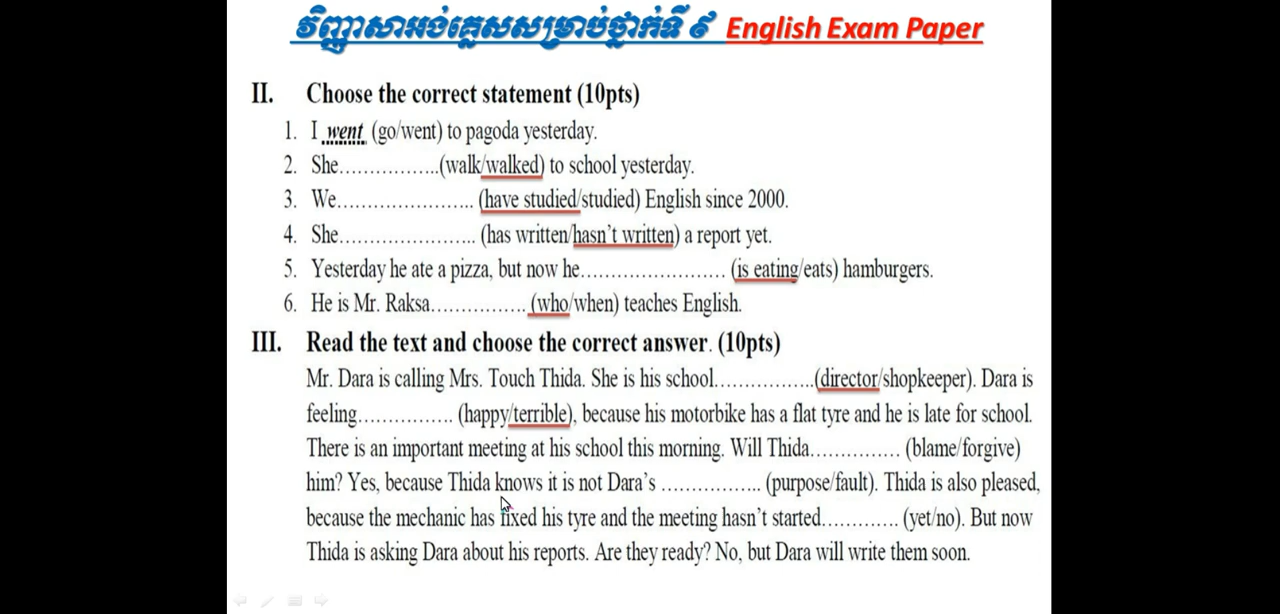 វិញ្ញាសាអង់គ្លេសសម្រាប់ថ្នាក់ទី ៩ English Exam Paper
II. Choose the correct statement (10pts)
1. I went (go/went) to pagoda yesterday.
2. She……………..(walk/walked) to school yesterday.
3. We………………….. (have studied/studied) English since 2000.
4. She………………….. (has written/hasn't written) a report yet.
5. Yesterday he ate a pizza, but now he…………………… (is eating/eats) hamburgers.
6. He is Mr. Raksa……………. (who/when) teaches English.
III. Read the text and choose the correct answer. (10pts)
Mr. Dara is calling Mrs. Touch Thida. She is his school……………..(director/shopkeeper). Dara is
feeling……………. (happy/terrible), because his motorbike has a flat tyre and he is late for school.
There is an important meeting at his school this morning. Will Thida…………… (blame/forgive)
him? Yes, because Thida knows it is not Dara's …………….. (purpose/fault). Thida is also pleased,
because the mechanic has fixed his tyre and the meeting hasn't started…………. (yet/no). But now
Thida is asking Dara about his reports. Are they ready? No, but Dara will write them soon.